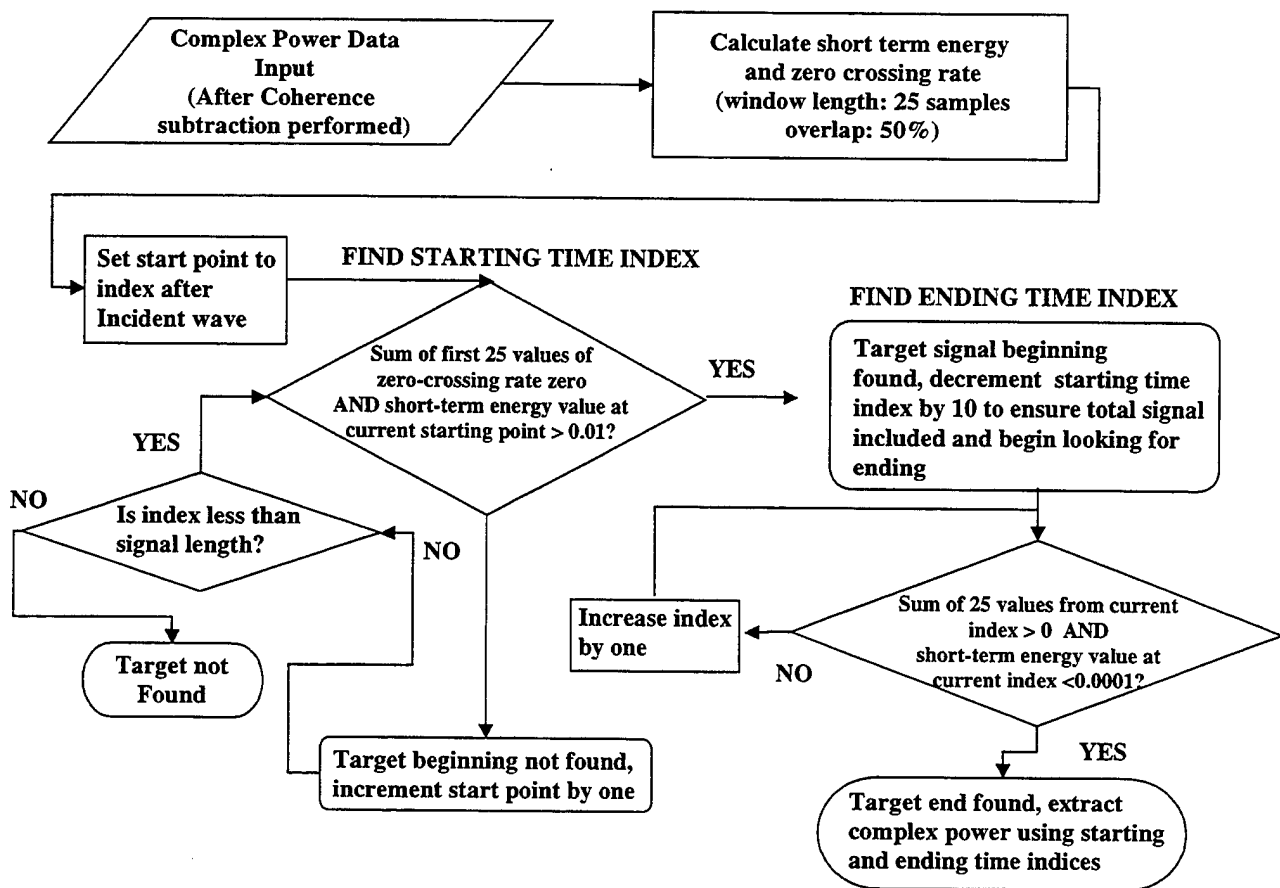 Complex Power Data
Input
(After Coherence
subtraction performed)
Calculate short term energy
and zero crossing rate
(window length: 25 samples
overlap: 50%)
Set start point to
index after
Incident wave
FIND STARTING TIME INDEX
Sum of first 25 values of
zero-crossing rate zero
AND short-term energy value at
current starting point > 0.01?
YES
FIND ENDING TIME INDEX
Target signal beginning
found, decrement starting time
index by 10 to ensure total signal
included and begin looking for
ending
YES
NO
Is index less than
signal length?
NO
Target not
Found
Target beginning not found,
increment start point by one
Increase index
by one
NO
Sum of 25 values from current
index > 0 AND
short-term energy value at
current index <0.0001?
YES
Target end found, extract
complex power using starting
and ending time indices